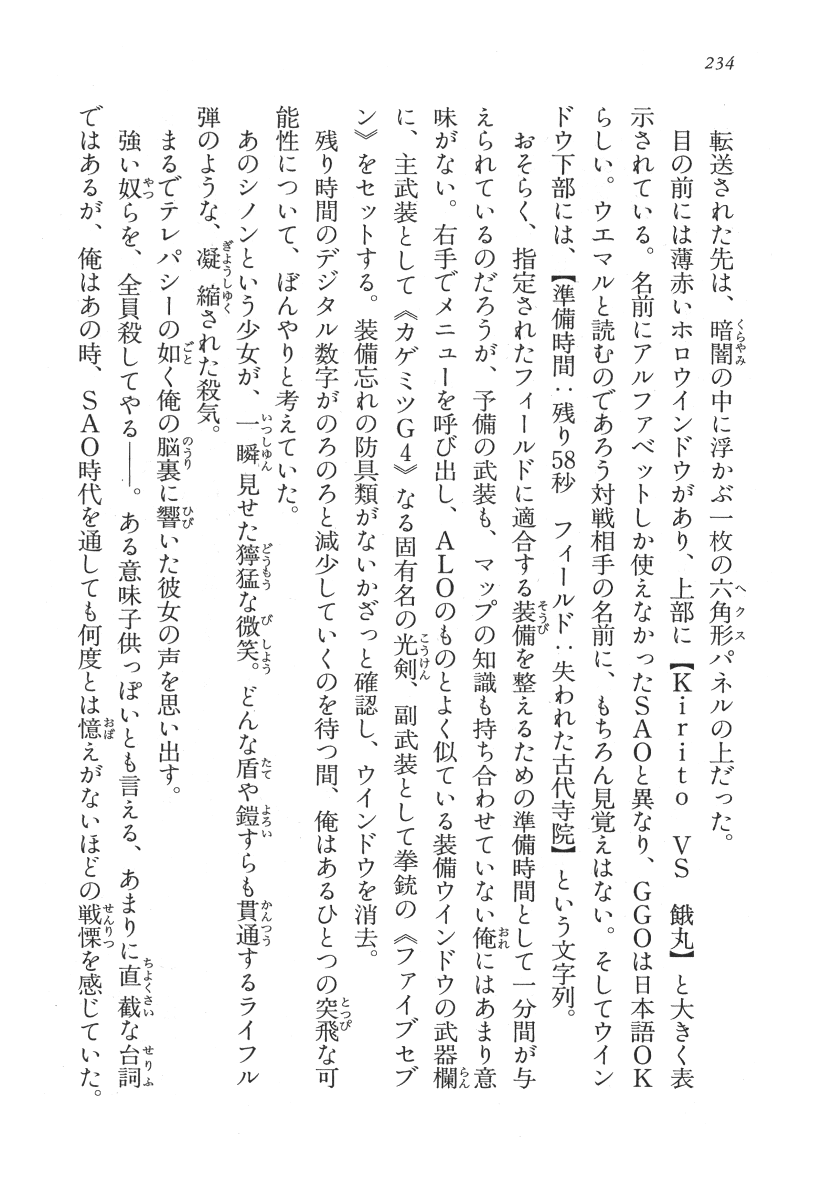 234
転送された先は、暗闇の中に浮かぶ一枚の六角形パネルの上だった。
目の前には薄赤いホロウインドウがあり、上部に【Kirito VS 餓丸】と大きく表
示されている。名前にアルファベットしか使えなかったSAOと異なり、GGOは日本語OK
らしい。ウエマルと読むのであろう対戦相手の名前に、もちろん見覚えはない。そしてウイン
ドウ下部には、【準備時間：残り58秒 フィールド：失われた古代寺院】という文字列。
おそらく、指定されたフィールドに適合する装備を整えるための準備時間として一分間が与
えられているのだろうが、予備の武装も、マップの知識も持ち合わせていない俺にはあまり意
味がない。右手でメニューを呼び出し、ALOのものとよく似ている装備ウインドウの武器欄
に、主武装として《カゲミツG4》なる固有名の光剣、副武装として拳銃の《ファイブセブ
ン》をセットする。装備忘れの防具類がないかざっと確認し、ウインドウを消去。
残り時間のデジタル数字がのろのろと減少していくのを待つ間、俺はあるひとつの突飛な可
能性について、ぼんやりと考えていた。
あのシノンという少女が、一瞬見せた獰猛な微笑。どんな盾や鎧すらも貫通するライフル
弾のような、凝縮された殺気。
まるでテレパシーの如く俺の脳裏に響いた彼女の声を思い出す。
強い奴らを、全員殺してやる――。ある意味子供っぽいとも言える、あまりに直截な台詞
ではあるが、俺はあの時、SAO時代を通しても何度とは憶えがないほどの戦慄を感じていた。